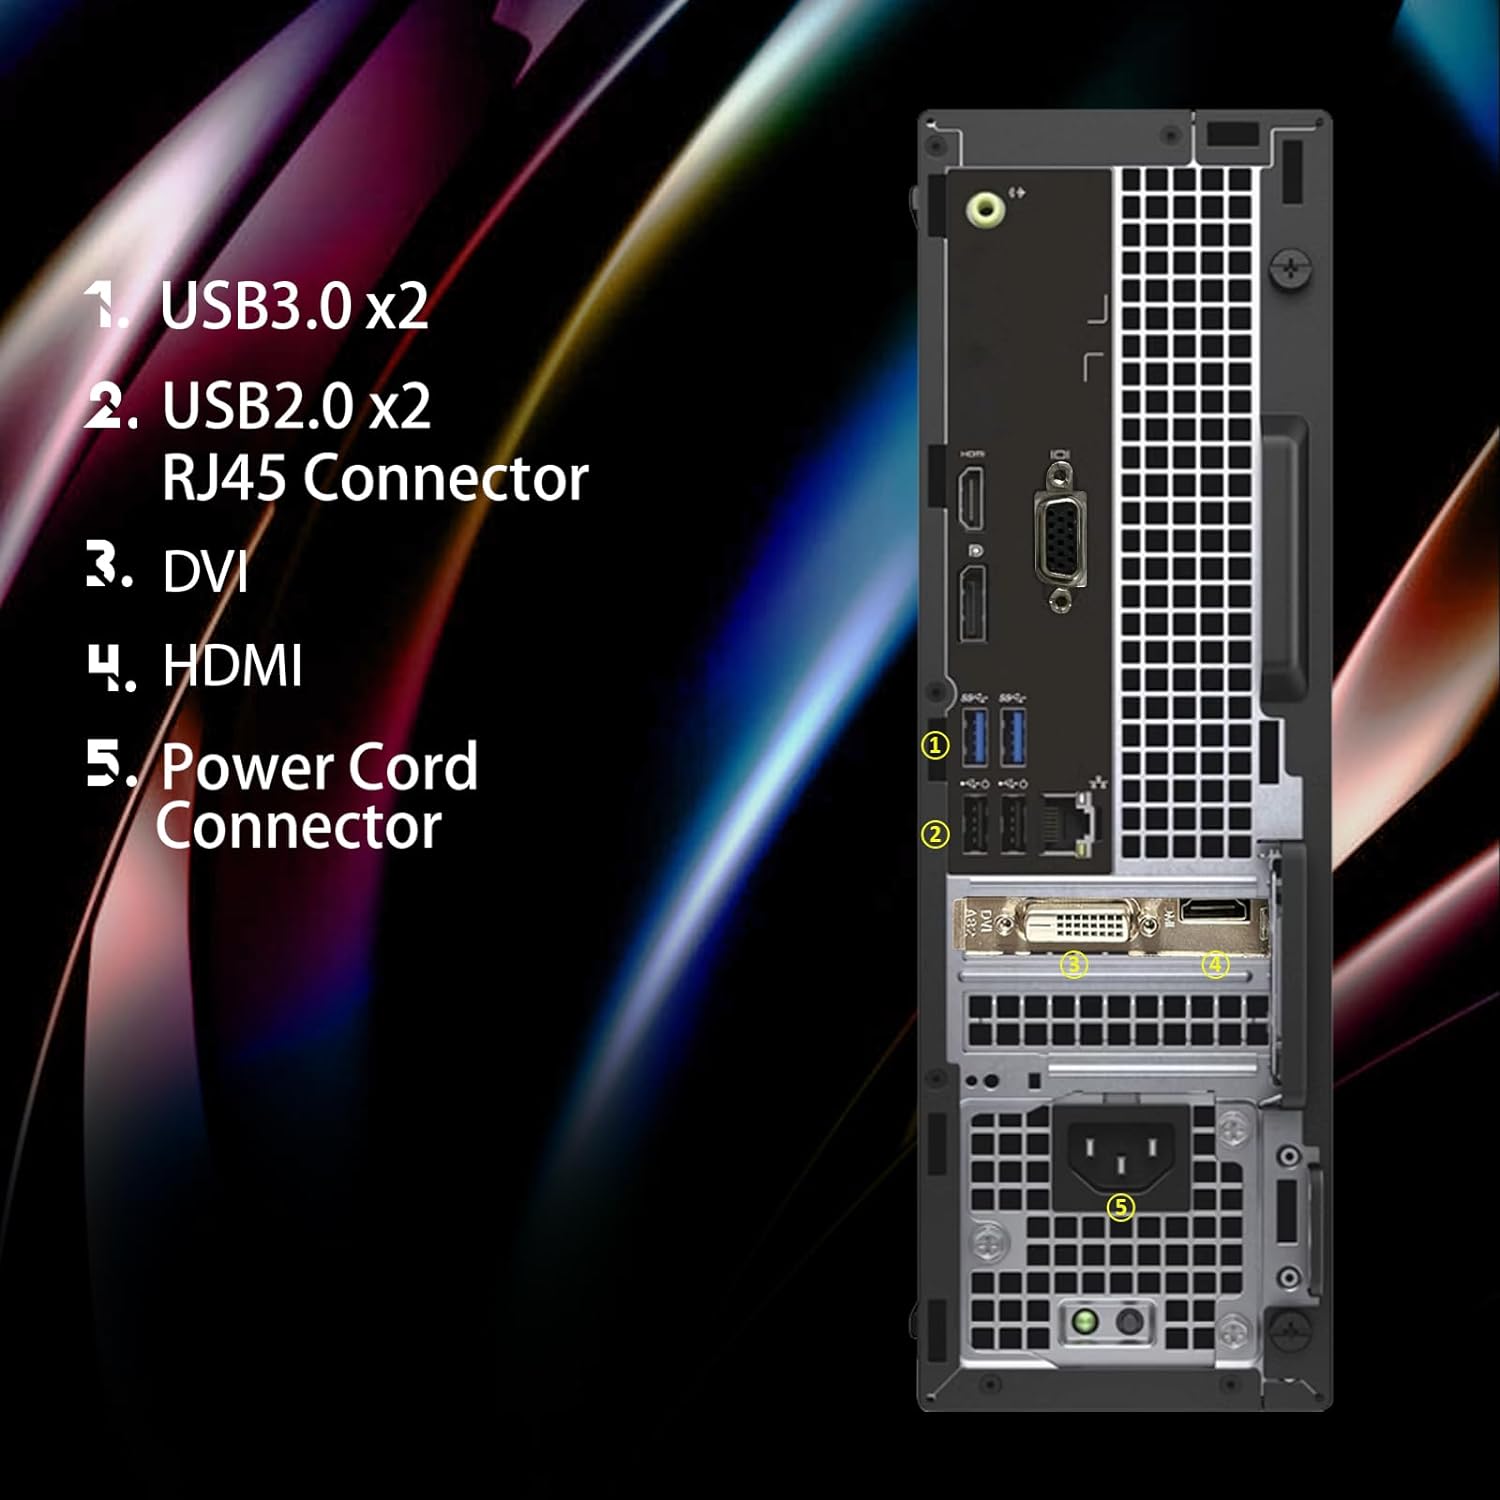 1. USB3.0 x2
2. USB2.0 x2
RJ45 Connector
3. DVI
4. HDMI
5. Power Cord
Connector
HDMI
①
②
DVI
③
④
⑤